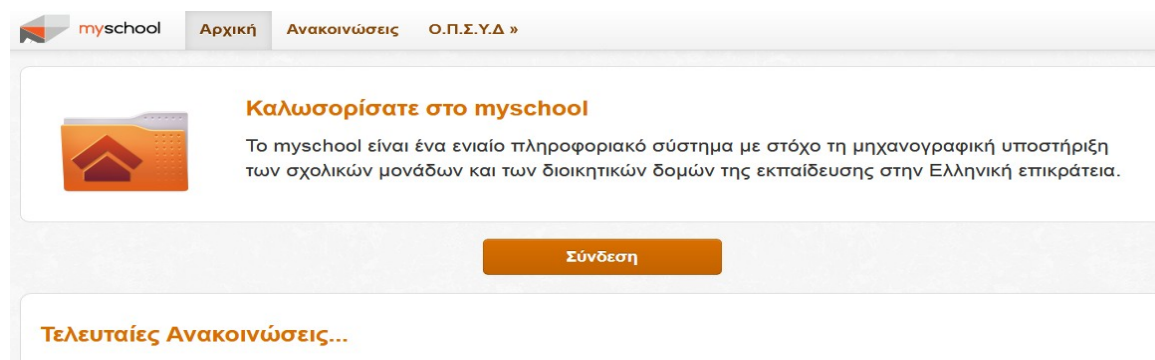 myschool Αρχική Ανακοινώσεις Ο.Π.Σ.Υ.Δ »
Καλωσορίσατε στο myschool
Το myschool είναι ένα ενιαίο πληροφοριακό σύστημα με στόχο τη μηχανογραφική υποστήριξη
των σχολικών μονάδων και των διοικητικών δομών της εκπαίδευσης στην Ελληνική επικράτεια.
Σύνδεση
Τελευταίες Ανακοινώσεις...